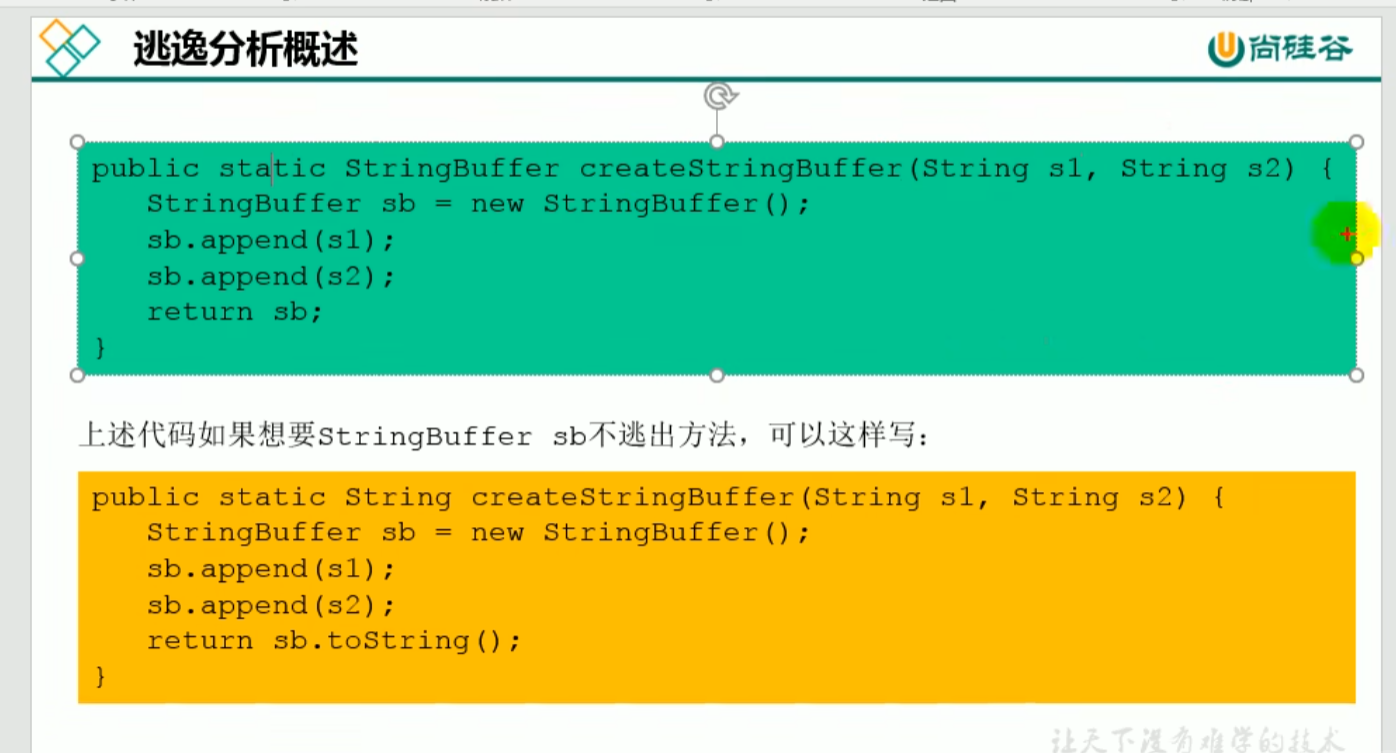 逃逸分析概述
尚硅谷
public static StringBuffer createStringBuffer(String s1, String s2) {
   StringBuffer sb = new StringBuffer();
   sb.append(s1);
   sb.append(s2);
   return sb;
}
上述代码如果想要StringBuffer sb不逃出方法，可以这样写：
public static String createStringBuffer(String s1, String s2) {
   StringBuffer sb = new StringBuffer();
   sb.append(s1);
   sb.append(s2);
   return sb.toString();
}
让天下没有难学的技术